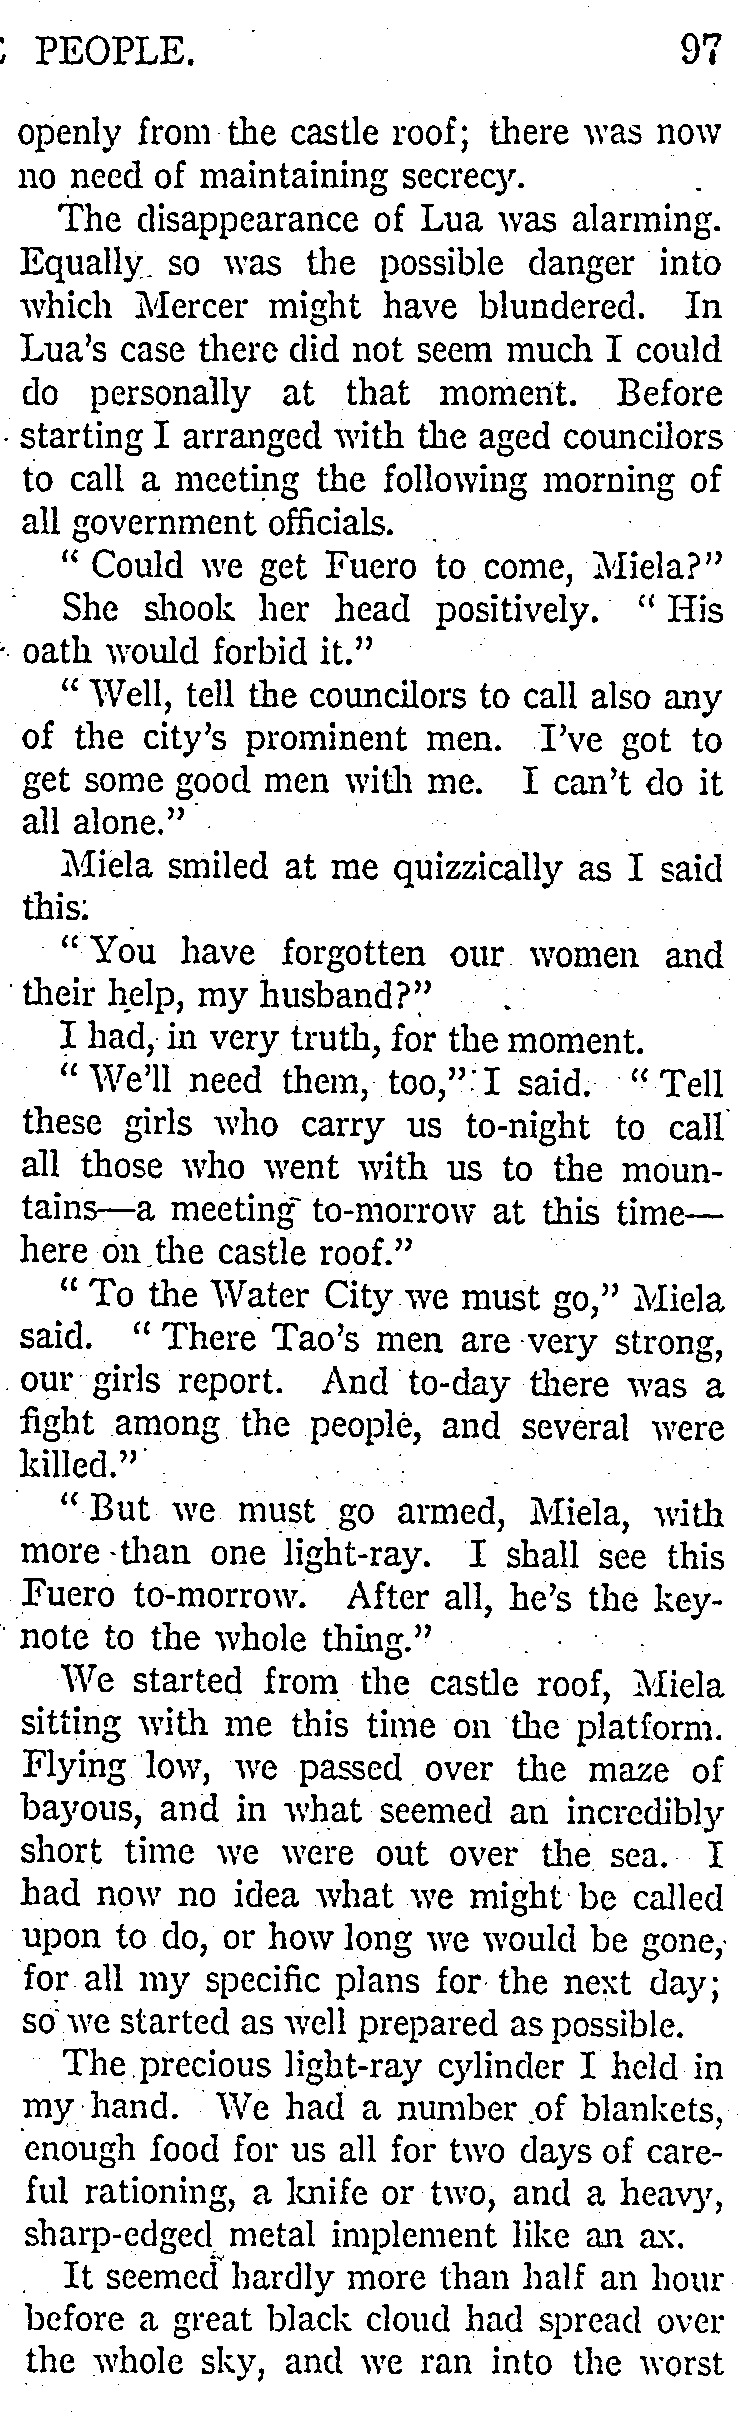 PEOPLE. 97
openly from the castle roof; there was now
no need of maintaining secrecy.
The disappearance of Lua was alarming.
Equally so was the possible danger into
which Mercer might have blundered. In
Lua's case there did not seem much I could
do personally at that moment. Before
starting I arranged with the aged councilors
to call a meeting the following morning of
all government officials.
" Could we get Fuero to come, Miela?"
She shook her head positively. " His
oath would forbid it."
" Well, tell the councilors to call also any
of the city's prominent men. I've got to
get some good men with me. I can't do it
all alone."
Miela smiled at me quizzically as I said
this:
" You have forgotten our women and
their help, my husband?"
I had, in very truth, for the moment.
" We'll need them, too," I said. " Tell
these girls who carry us to-night to call
all those who went with us to the moun-
tains—a meeting to-morrow at this time—
here on the castle roof."
" To the Water City we must go," Miela
said. " There Tao's men are very strong,
our girls report. And to-day there was a
fight among the people, and several were
killed."
" But we must go armed, Miela, with
more than one light-ray. I shall see this
Fuero to-morrow. After all, he's the key-
note to the whole thing."
We started from the castle roof, Miela
sitting with me this time on the platform.
Flying low, we passed over the maze of
bayous, and in what seemed an incredibly
short time we were out over the sea. I
had now no idea what we might be called
upon to do, or how long we would be gone,
for all my specific plans for the next day;
so we started as well prepared as possible.
The precious light-ray cylinder I held in
my hand. We had a number of blankets,
enough food for us all for two days of care-
ful rationing, a knife or two, and a heavy,
sharp-edged metal implement like an ax.
It seemed hardly more than half an hour
before a great black cloud had spread over
the whole sky, and we ran into the worst